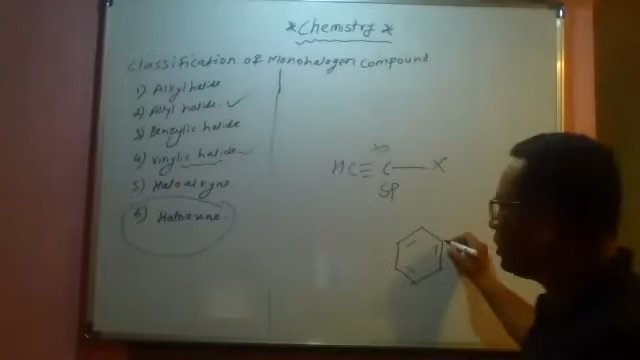 *Chemistry*
Classification of Monohalogen Compound
1) Alkyl halide
2) Allyl halide
3) Benzylic halide
4) Vinylic halide
5) Haloalkyne
6) Haloarene
HC≡C—X
SP